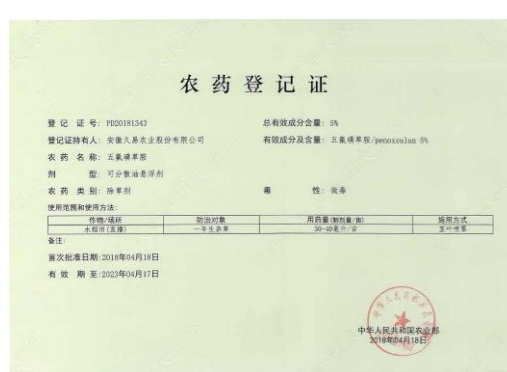 农药登记证
登 记 证 号: PD20181343
总有效成分含量: 5%
登记证持有人: 安徽久易农业股份有限公司
有效成分及含量: 五氟磺草胺/penoxsulam 5%
农 药 名 称: 五氟磺草胺
剂 型: 可分散油悬浮剂
农 药 类 别: 除草剂
毒 性: 微毒
使用范围和使用方法:
作物/场所 防治对象 用药量(制剂量/亩) 施用方式
水稻田(直播) 一年生杂草 30-40毫升/亩 茎叶喷雾
备注:
首次批准日期: 2018年04月18日
有 效 期 至: 2023年04月17日
中华人民共和国农业部
2018年04月18日